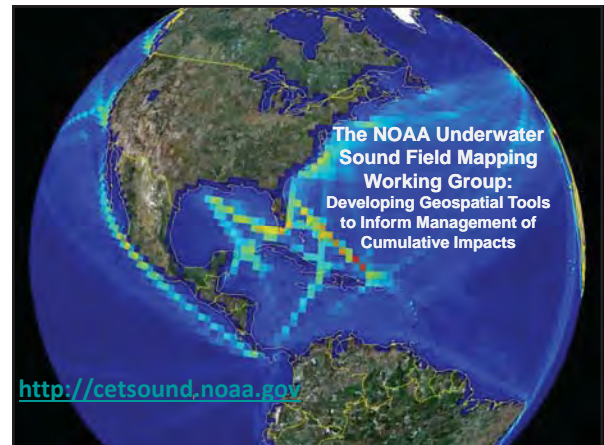 The NOAA Underwater
Sound Field Mapping
Working Group:
Developing Geospatial Tools
to Inform Management of
Cumulative Impacts
http://cetsound.noaa.gov